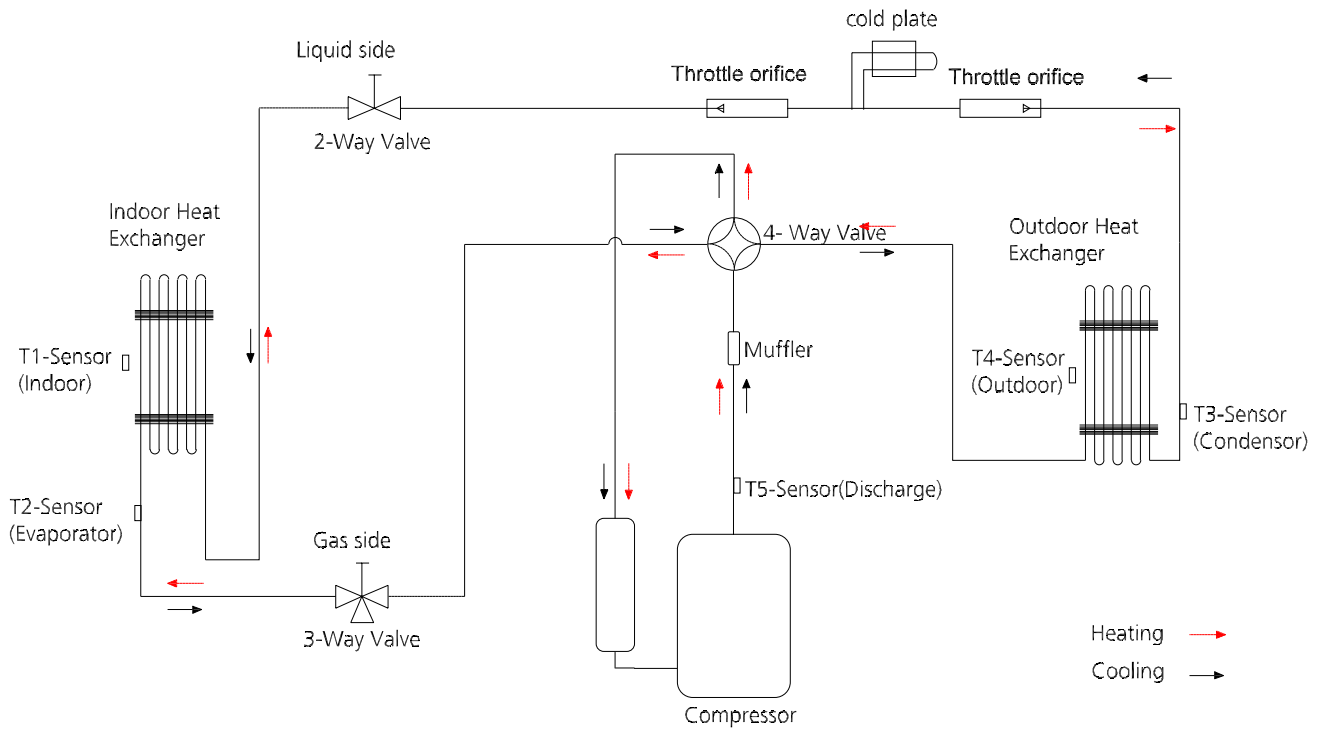 cold plate
Liquid side
Throttle orifice
Throttle orifice
2-Way Valve
Indoor Heat
Exchanger
4- Way Valve
Outdoor Heat
Exchanger
T1-Sensor
(Indoor)
Muffler
T4-Sensor
(Outdoor)
T3-Sensor
(Condensor)
T2-Sensor
(Evaporator)
T5-Sensor(Discharge)
Gas side
3-Way Valve
Heating
Cooling
Compressor